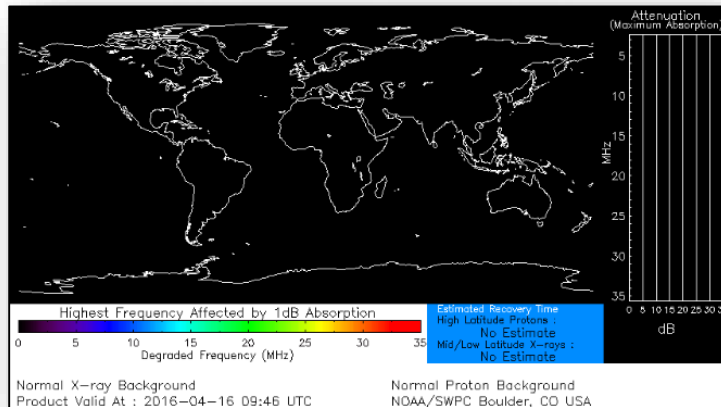 Attenuation
(Maximum Absorption)
5
10
15
20
25
30
35
MHz
0 5 10 15 20 25 30 3
dB
Highest Frequency Affected by 1dB Absorption
0 5 10 15 20 25 30 35
Degraded Frequency (MHz)
Estimated Recovery Time
High Latitude Protons :
No Estimate
Mid/Low Latitude X-rays :
No Estimate
Normal X-ray Background
Normal Proton Background
Product Valid At : 2016-04-16 09:46 UTC
NOAA/SWPC Boulder, CO USA